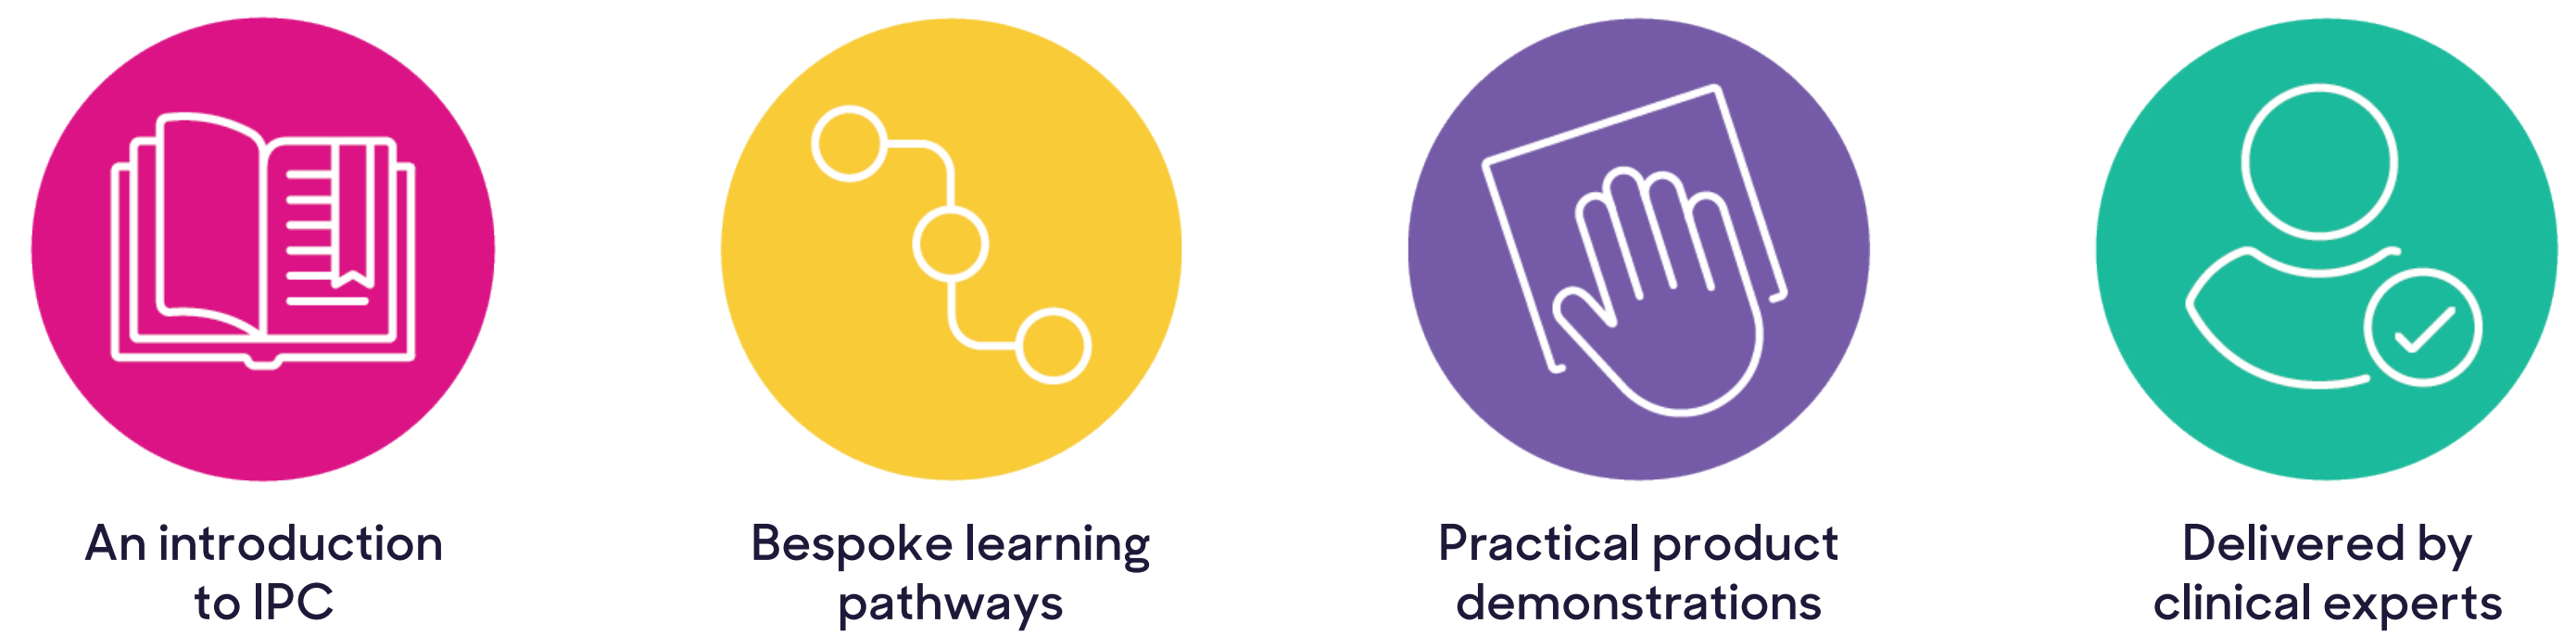 An introduction
to IPC
Bespoke learning
pathways
Practical product
demonstrations
Delivered by
clinical experts